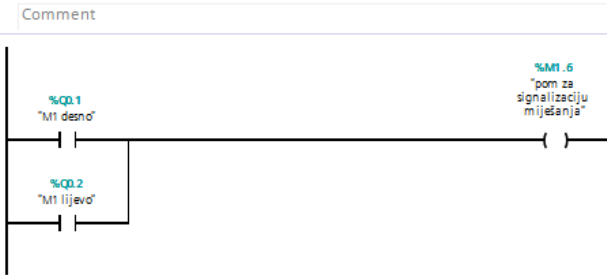 Comment
%M1.6
"pom za
signalizaciju
miješanja"
%Q0.1
"M1 desno"
%Q0.2
"M1 lijevo"